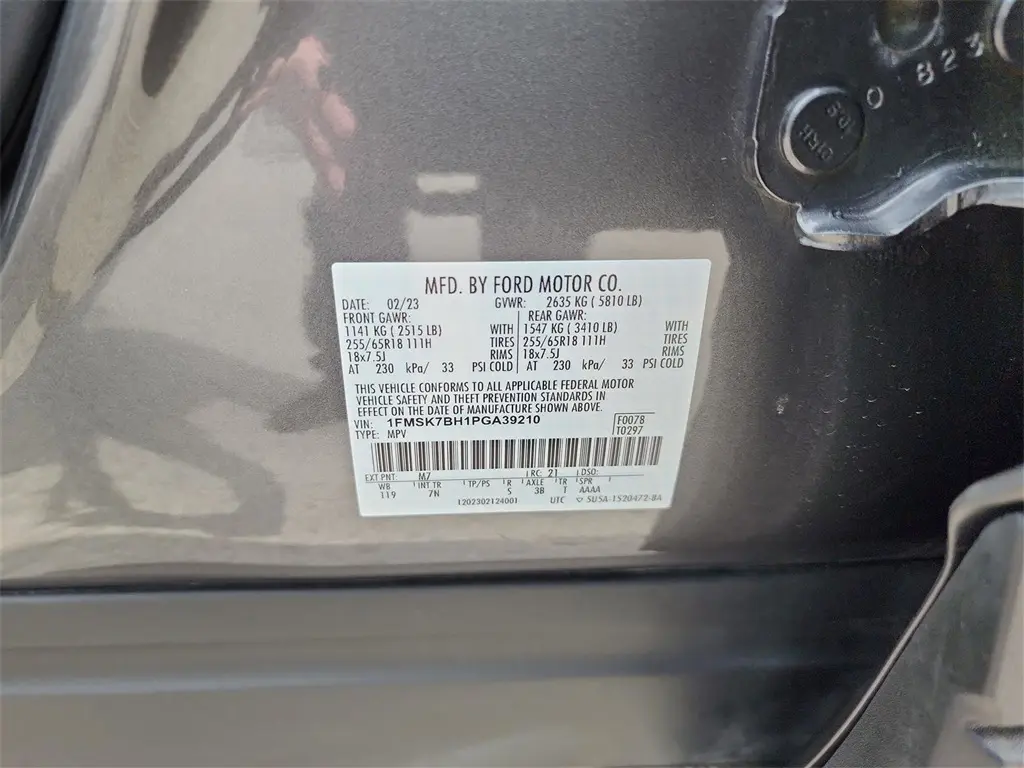 0 823
MFD. BY FORD MOTOR CO.
DATE: 02/23 GVWR: 2635 KG ( 5810 LB)
FRONT GAWR: REAR GAWR:
1141 KG ( 2515 LB) WITH 1547 KG ( 3410 LB) WITH
255/65R18 111H TIRES 255/65R18 111H TIRES
18x7.5J RIMS 18x7.5J RIMS
AT 230 kPa/ 33 PSI COLD AT 230 kPa/ 33 PSI COLD
THIS VEHICLE CONFORMS TO ALL APPLICABLE FEDERAL MOTOR
VEHICLE SAFETY AND THEFT PREVENTION STANDARDS IN
EFFECT ON THE DATE OF MANUFACTURE SHOWN ABOVE.
VIN: 1FMSK7BH1PGA39210 F0078
TYPE: MPV T0297
EXT PNT: M7 RC: 21 DSO:
WB INT TR TP/PS R AXLE TR SPR
119 7N S 3B T AAAA
1202302124001 UTC ▽ 5U5A-1520472-BA